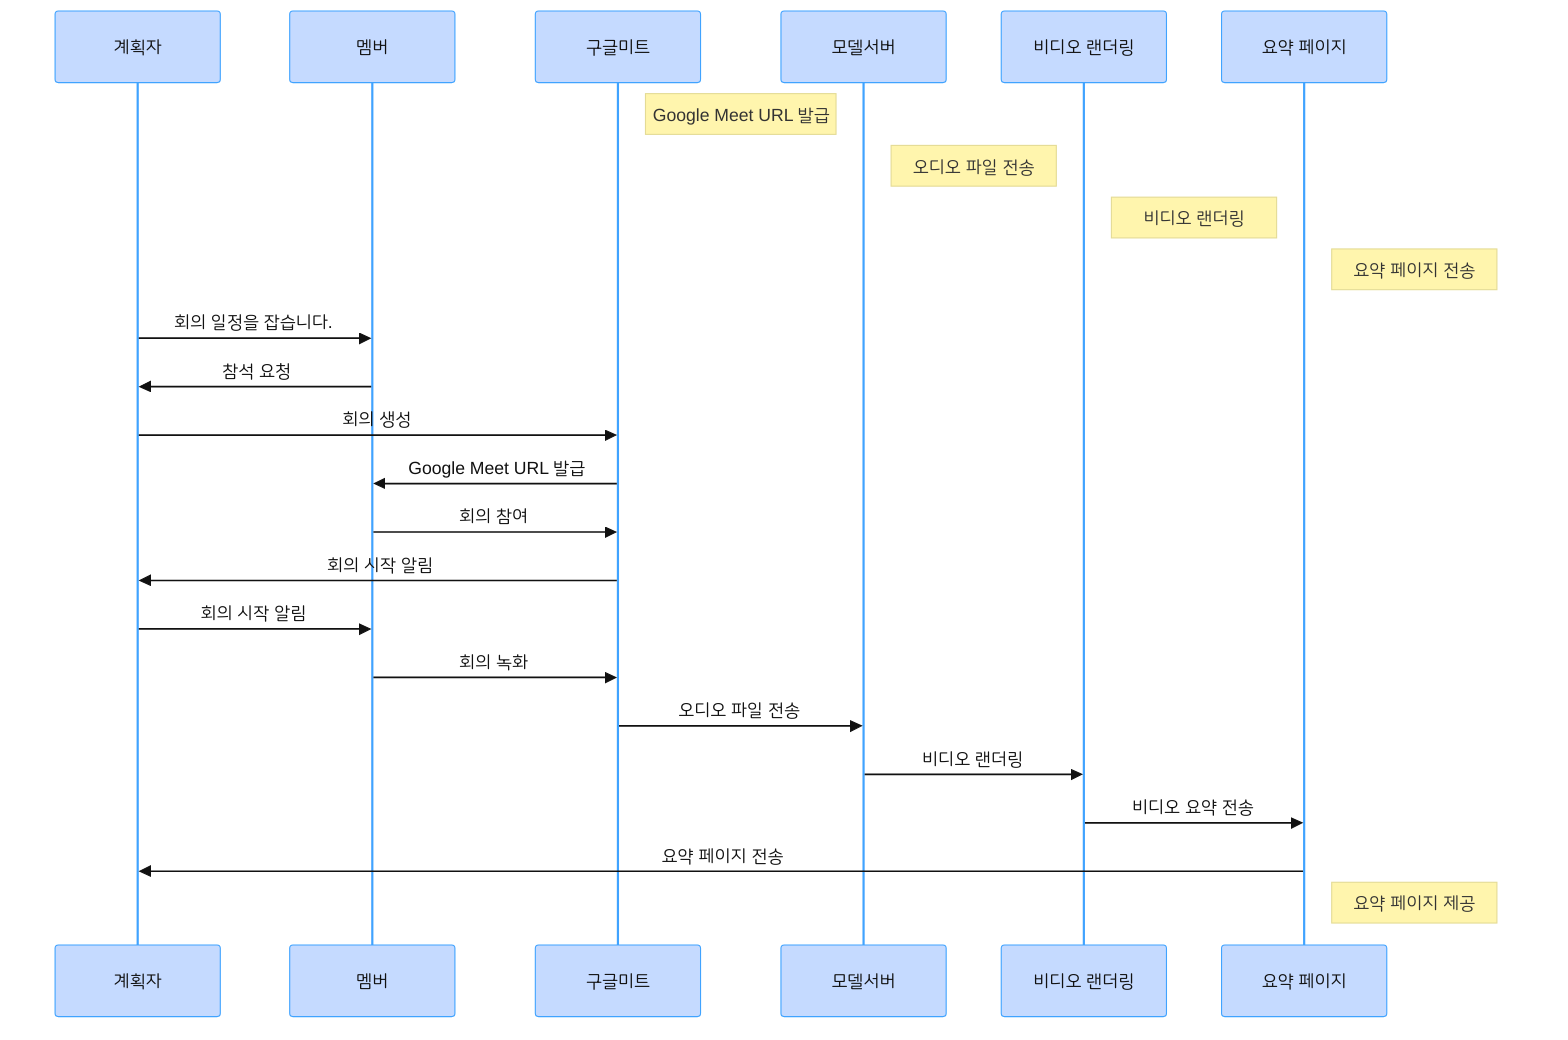 계획자
멤버
구글미트
모델서버
비디오 랜더링
요약 페이지
Google Meet URL 발급
오디오 파일 전송
비디오 랜더링
요약 페이지 전송
회의 일정을 잡습니다.
참석 요청
회의 생성
Google Meet URL 발급
회의 참여
회의 시작 알림
회의 시작 알림
회의 녹화
오디오 파일 전송
비디오 랜더링
비디오 요약 전송
요약 페이지 전송
요약 페이지 제공
계획자
멤버
구글미트
모델서버
비디오 랜더링
요약 페이지